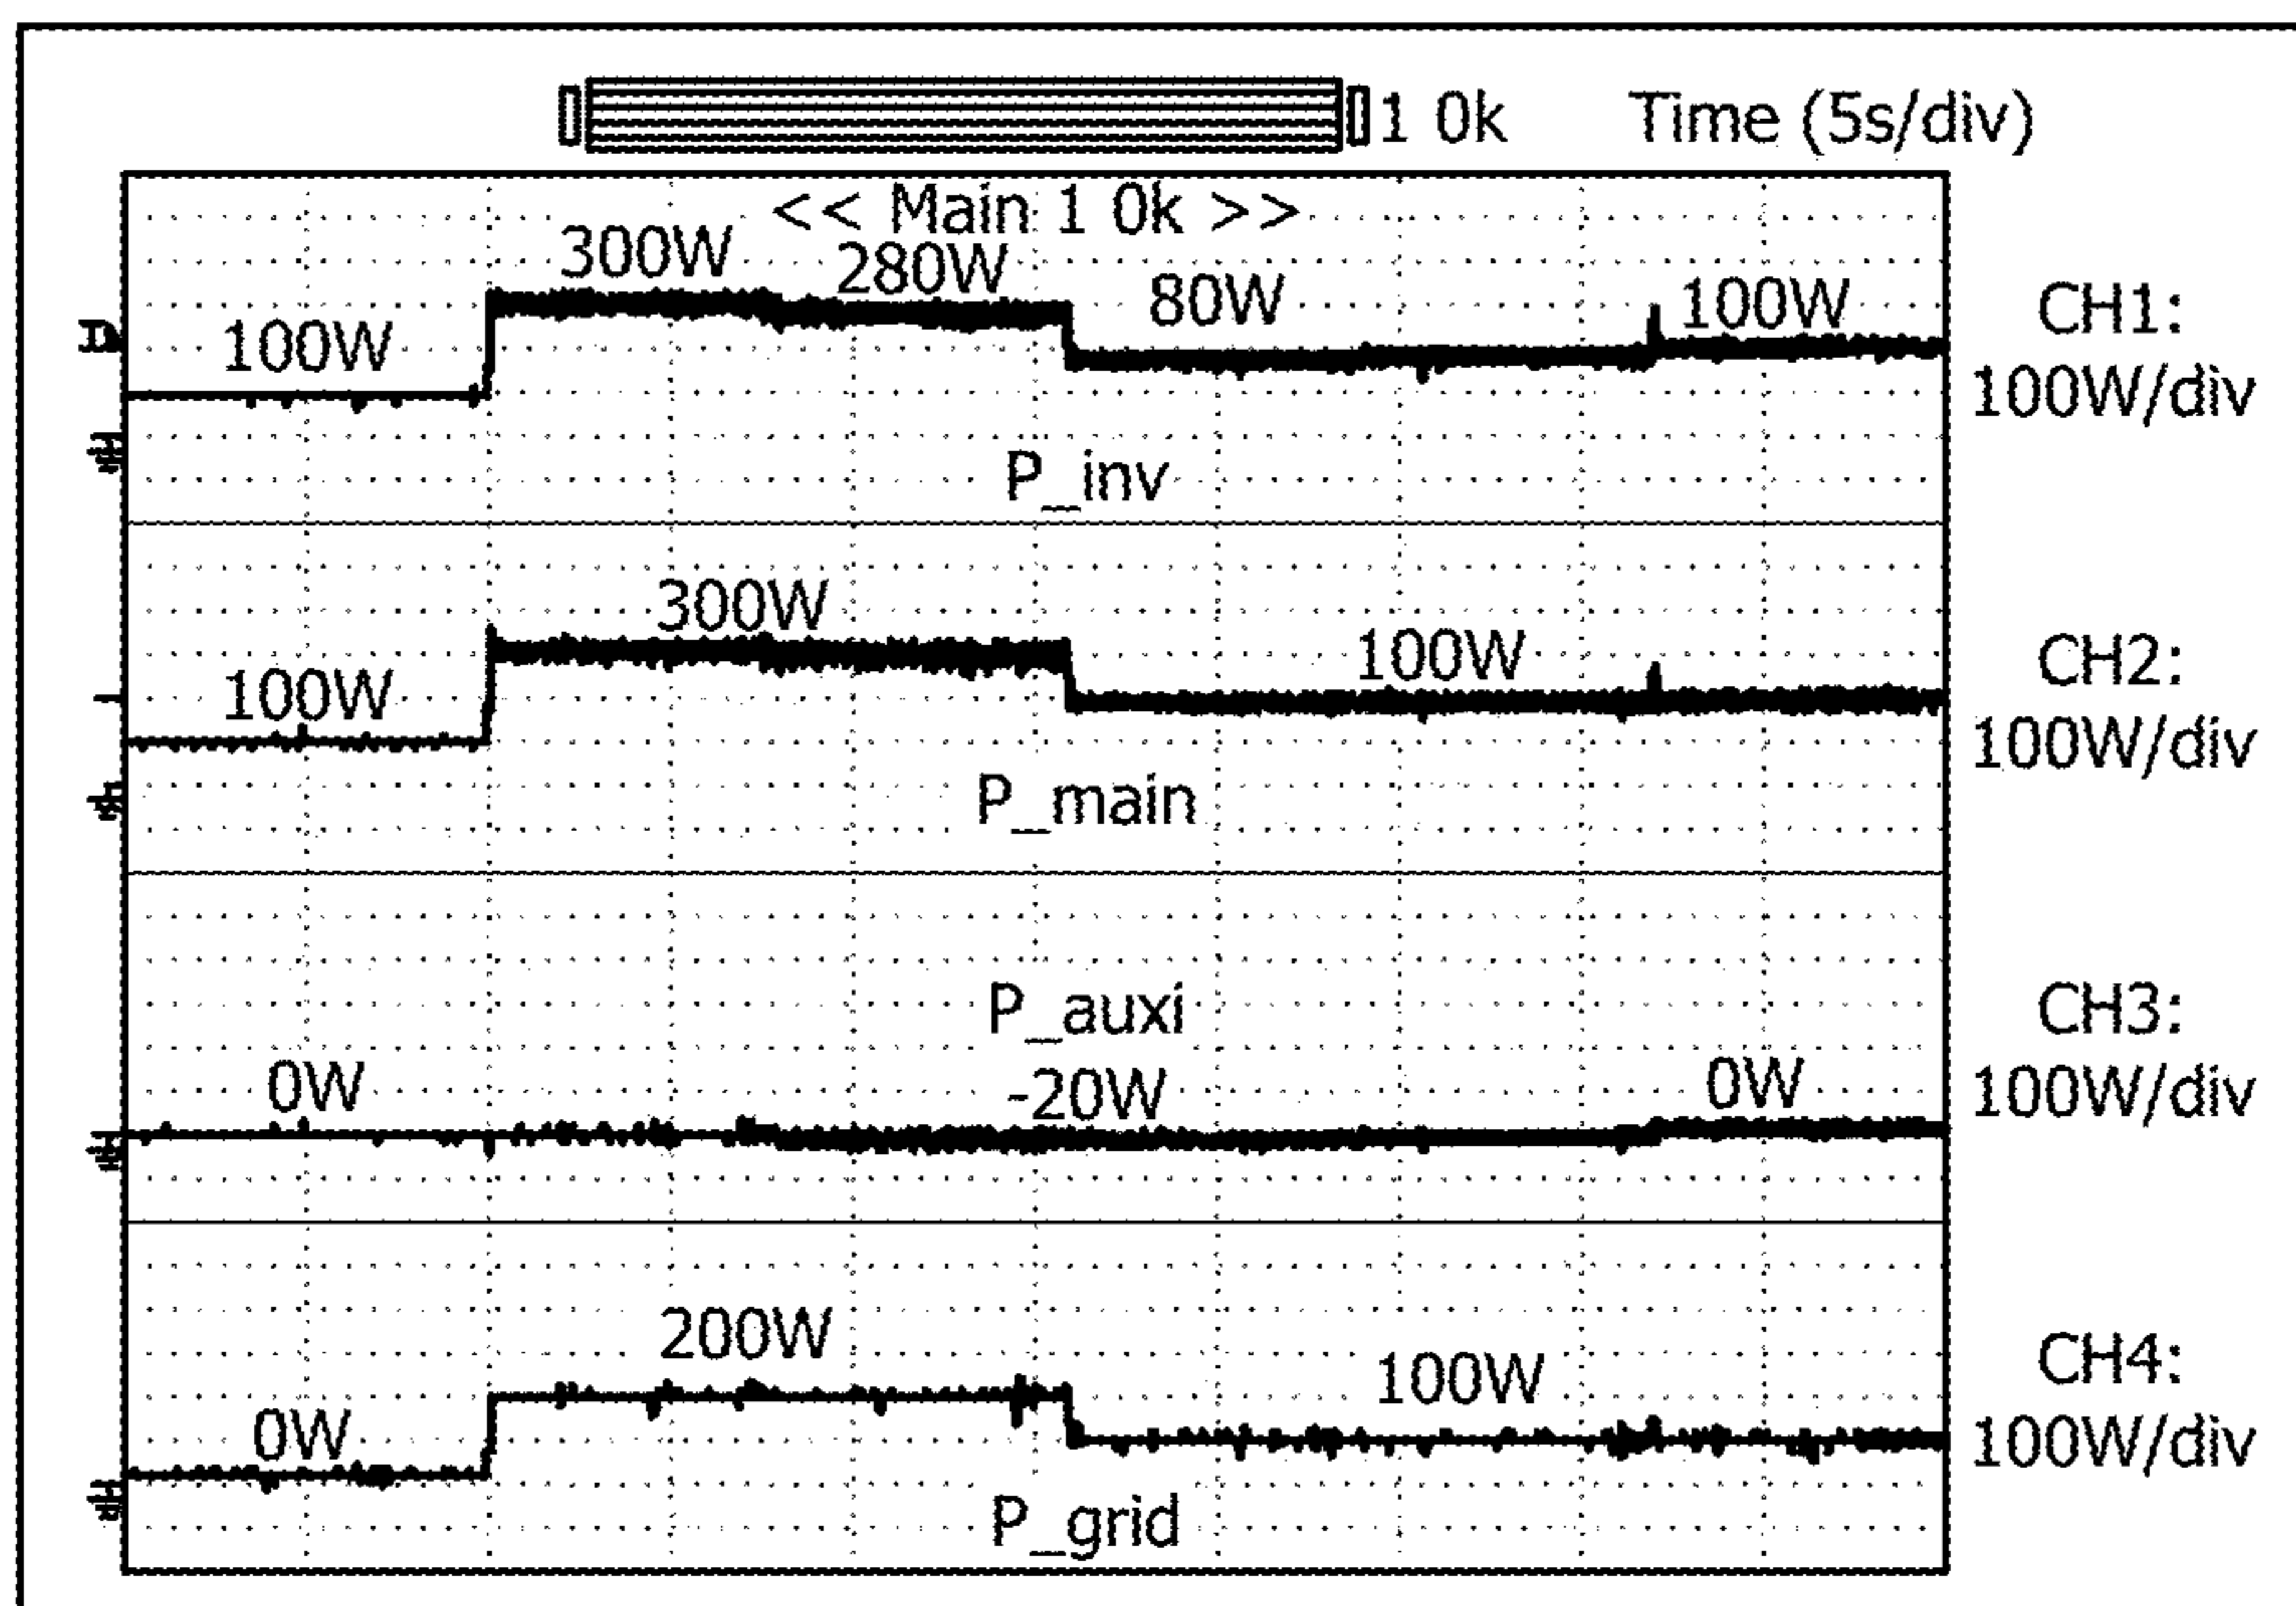 1 0k Time (5s/div)
<< Main 1 0k >>
300W
280W
80W
100W
100W
CH1:
100W/div
P_inv
300W
100W
100W
CH2:
100W/div
P_main
P_auxi
0W
-20W
0W
CH3:
100W/div
200W
100W
0W
CH4:
100W/div
P_grid